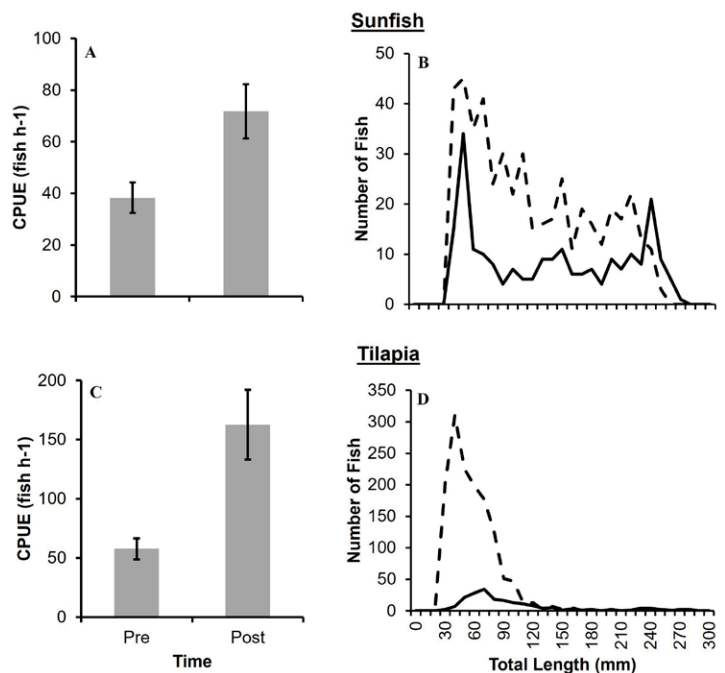 Sunfish
A
CPUE (fish h-1)
100
80
60
40
20
0
B
Number of Fish
50
40
30
20
10
0
Tilapia
C
CPUE (fish h-1)
200
150
100
50
0
Pre Post
Time
D
Number of Fish
350
300
250
200
150
100
50
0
0 30 60 90 120 150 180 210 240 270 300
Total Length (mm)